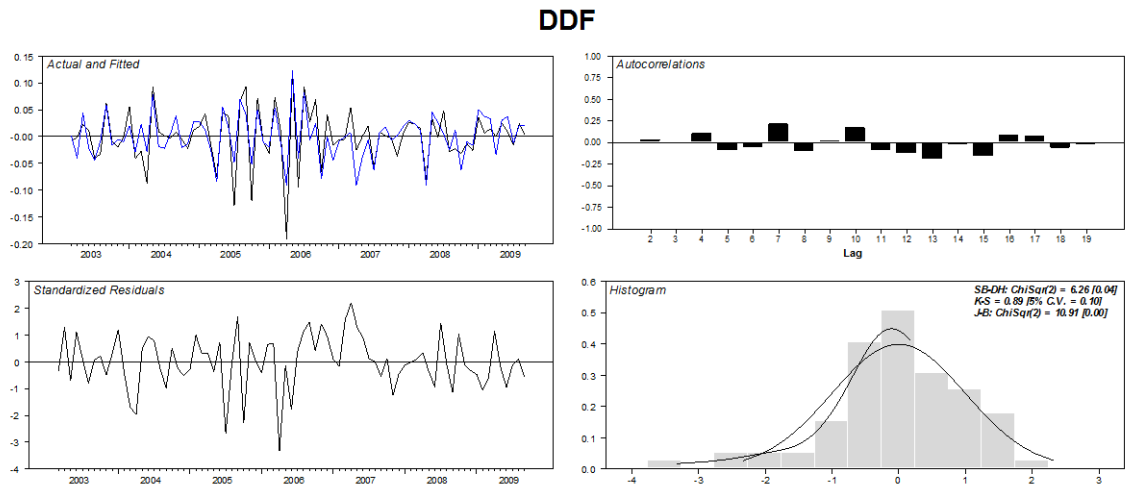 DDF
Actual and Fitted
0.15
0.10
0.05
-0.00
-0.05
-0.10
-0.15
-0.20
2003 2004 2005 2006 2007 2008 2009
Autocorrelations
1.00
0.75
0.50
0.25
0.00
-0.25
-0.50
-0.75
-1.00
2 3 4 5 6 7 8 9 10 11 12 13 14 15 16 17 18 19
Lag
Standardized Residuals
3
2
1
0
-1
-2
-3
-4
2003 2004 2005 2006 2007 2008 2009
Histogram
SB-DH: ChiSqr(2) = 6.26 [0.04]
K-S = 0.89 [5% C.V. = 0.10]
J-B: ChiSqr(2) = 10.91 [0.00]
0.6
0.5
0.4
0.3
0.2
0.1
0.0
-4 -3 -2 -1 0 1 2 3